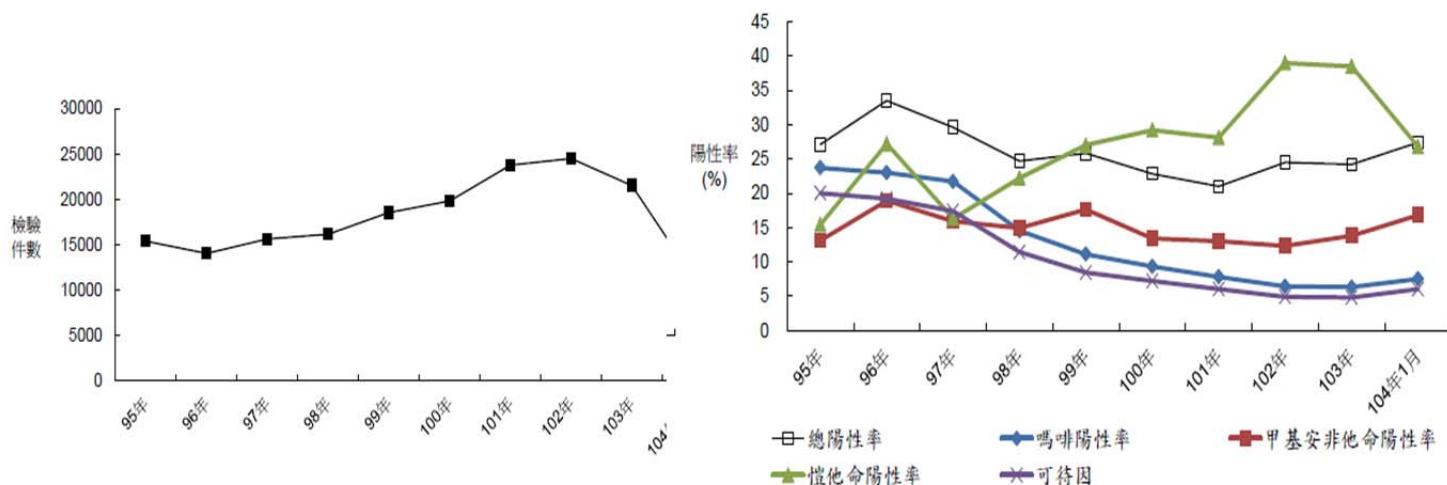 30000
25000
20000
15000
10000
5000
0
檢驗
件數
95年
96年
97年
98年
99年
100年
101年
102年
103年
45
40
35
30
25
20
15
10
5
0
陽性率
(%)
95年
96年
97年
98年
99年
100年
101年
102年
103年
104年1月
總陽性率
嗎啡陽性率
甲基安非他命陽性率
愷他命陽性率
可待因